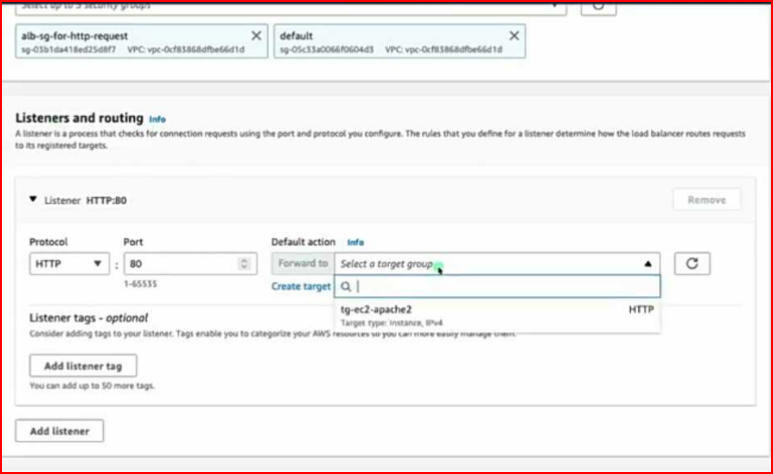 Select up to 5 security groups
alb-sg-for-http-request
sg-03b1da418ed25d8f7 VPC: vpc-0cf83868dfbe66d1d
default
sg-05c33a0066f0604d3 VPC: vpc-0cf83868dfbe66d1d
Listeners and routing Info
A listener is a process that checks for connection requests using the port and protocol you configure. The rules that you define for a listener determine how the load balancer routes requests
to its registered targets.
Listener HTTP:80
Remove
Protocol Port Default action Info
HTTP : 80 Forward to Select a target group
1-65535
Create target
tg-ec2-apache2 HTTP
Target type: Instance, IPv4
Listener tags - optional
Consider adding tags to your listener. Tags enable you to categorize your AWS resources so you can more easily manage them.
Add listener tag
You can add up to 50 more tags.
Add listener